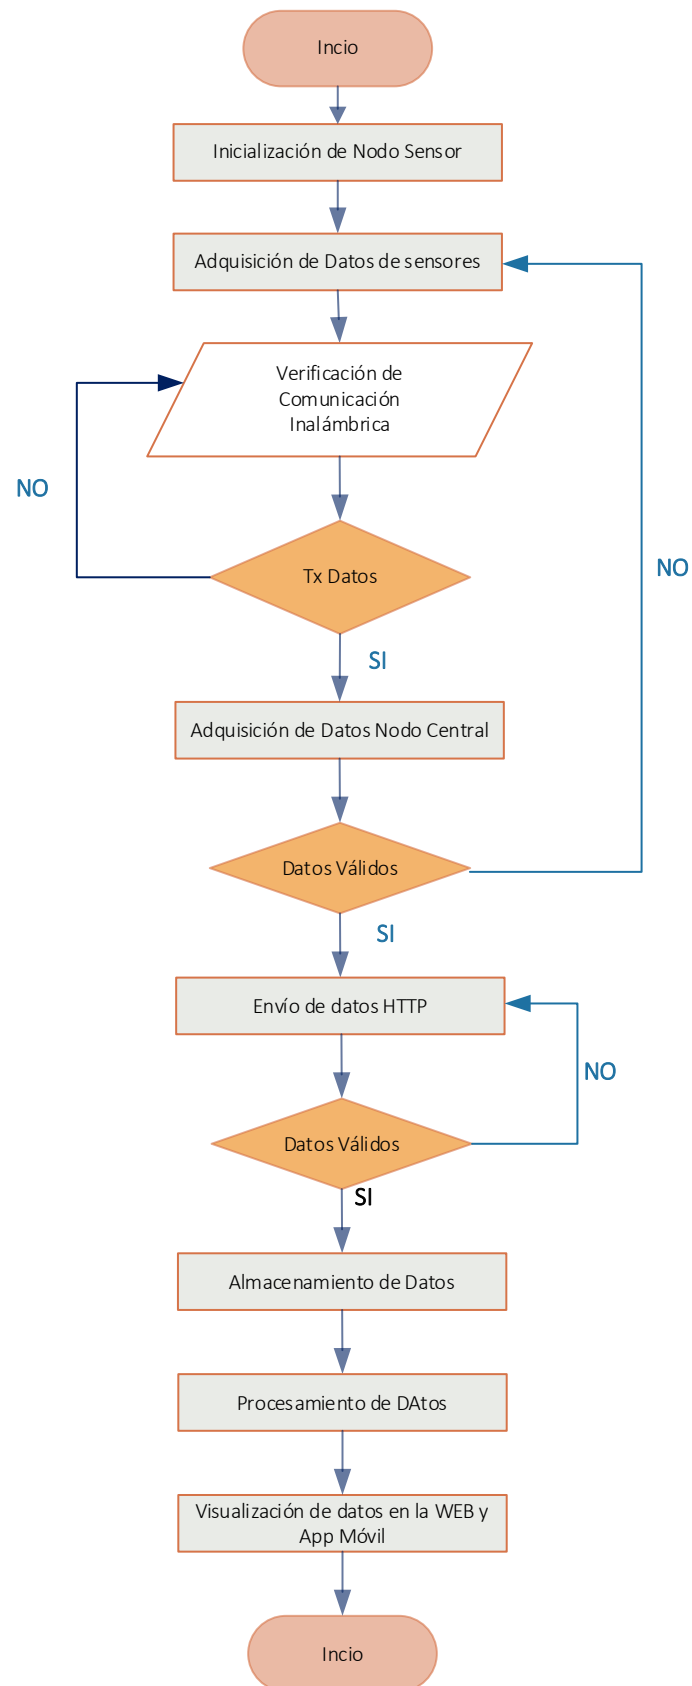 Incio
Inicialización de Nodo Sensor
Adquisición de Datos de sensores
Verificación de
Comunicación
Inalámbrica
NO
Tx Datos
NO
SI
Adquisición de Datos Nodo Central
Datos Válidos
SI
Envío de datos HTTP
NO
Datos Válidos
SI
Almacenamiento de Datos
Procesamiento de DAtos
Visualización de datos en la WEB y
App Móvil
Incio